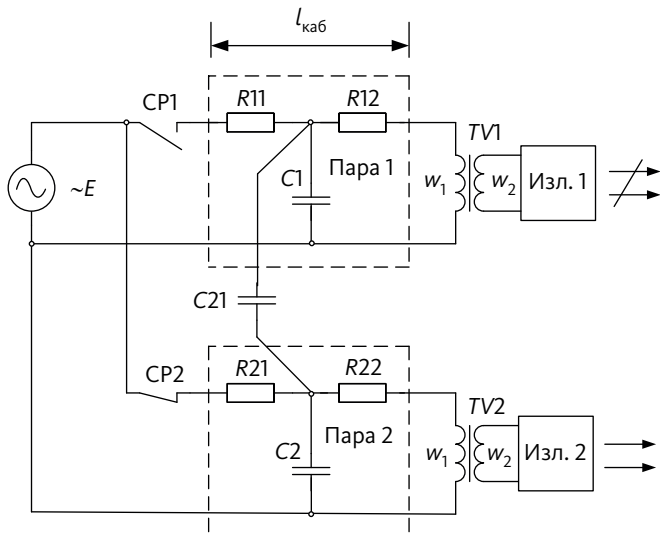 lкаб
СР1
R11
R12
TV1
~E
C1
Пара 1
w1
w2
Изл. 1
C21
СР2
R21
R22
TV2
C2
Пара 2
w1
w2
Изл. 2